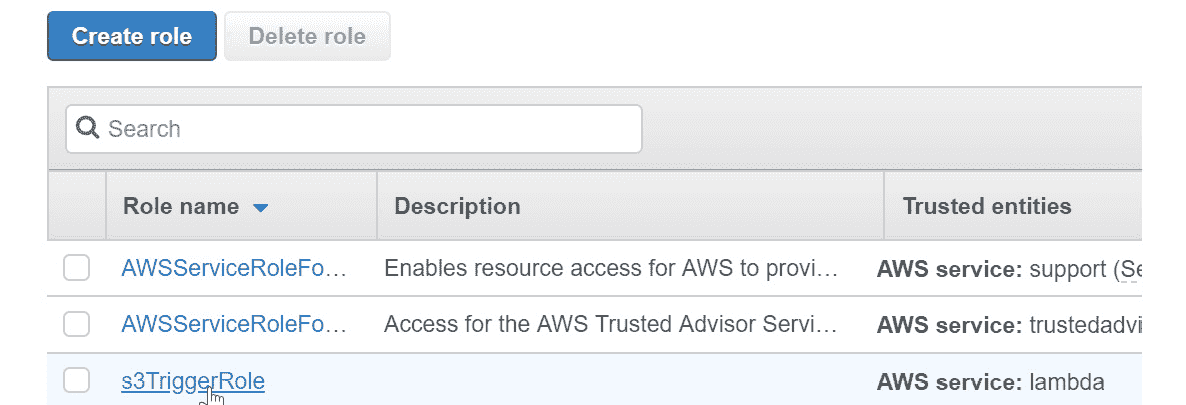 Create role Delete role
Search
Role name Description Trusted entities
AWSServiceRoleFo… Enables resource access for AWS to provi… AWS service: support (Se
AWSServiceRoleFo… Access for the AWS Trusted Advisor Servi… AWS service: trustedadvi
s3TriggerRole AWS service: lambda